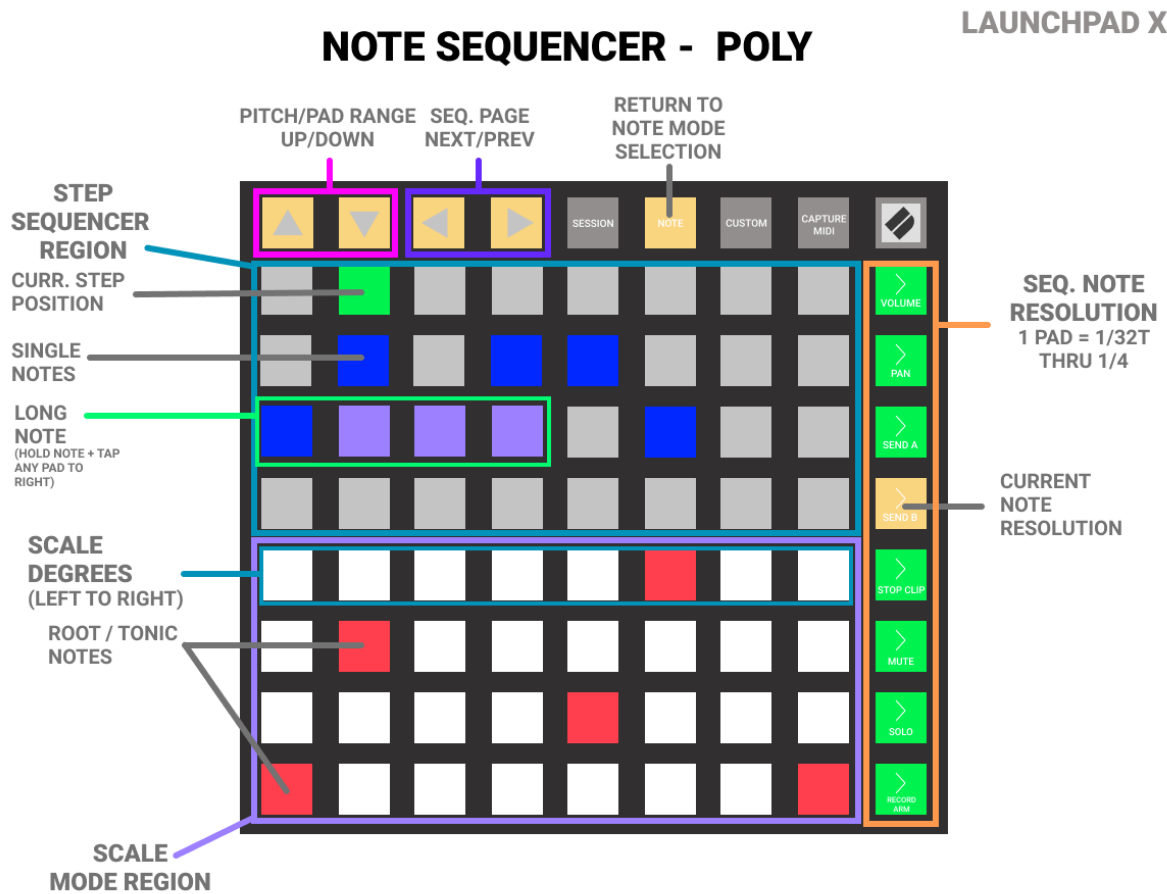 LAUNCHPAD X
NOTE SEQUENCER - POLY
PITCH/PAD RANGE
UP/DOWN
SEQ. PAGE
NEXT/PREV
RETURN TO
NOTE MODE
SELECTION
STEP
SEQUENCER
REGION
CURR. STEP
POSITION
SINGLE
NOTES
LONG
NOTE
(HOLD NOTE + TAP
ANY PAD TO
RIGHT)
SCALE
DEGREES
(LEFT TO RIGHT)
ROOT / TONIC
NOTES
SCALE
MODE REGION
SESSION
NOTE
CUSTOM
CAPTURE
MIDI
VOLUME
PAN
SEND A
SEND B
STOP CLIP
MUTE
SOLO
RECORD
ARM
SEQ. NOTE
RESOLUTION
1 PAD = 1/32T
THRU 1/4
CURRENT
NOTE
RESOLUTION